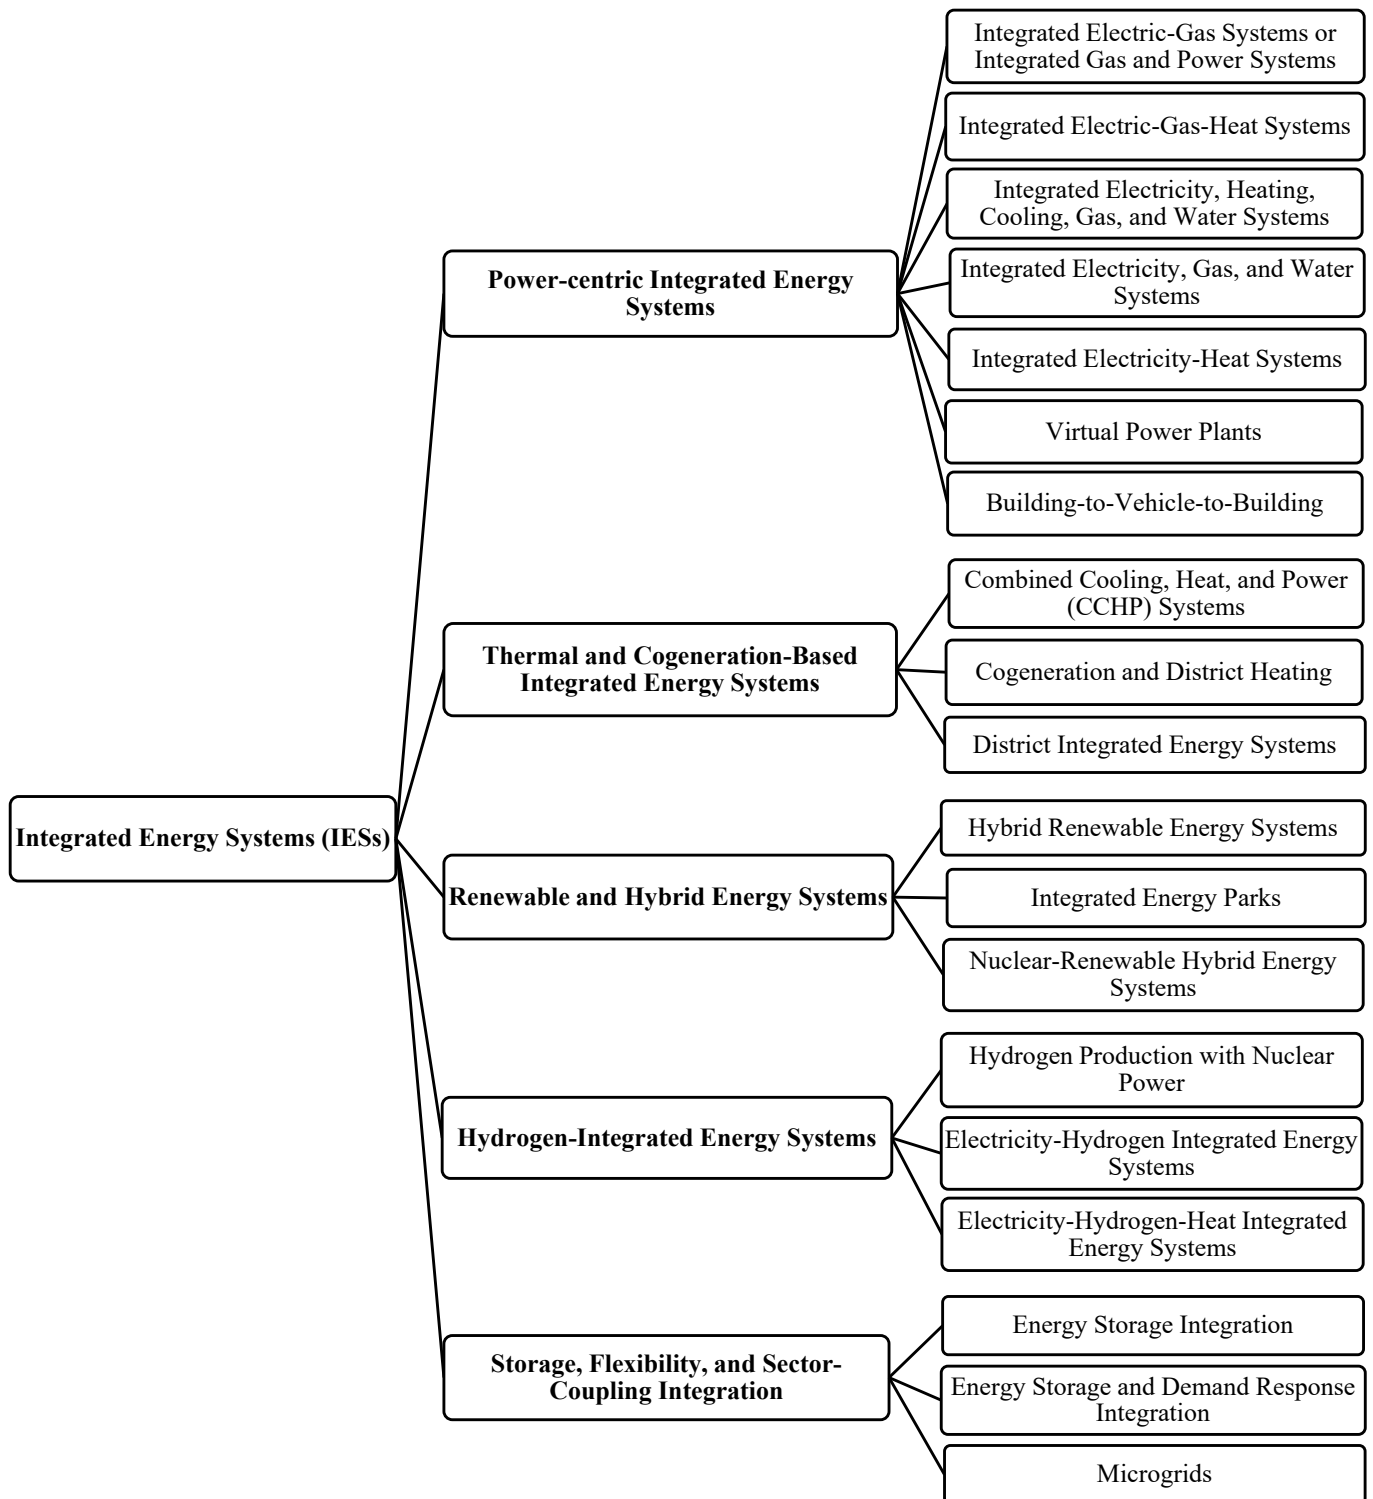 Integrated Energy Systems (IESs)
Power-centric Integrated Energy
Systems
Integrated Electric-Gas Systems or
Integrated Gas and Power Systems
Integrated Electric-Gas-Heat Systems
Integrated Electricity, Heating,
Cooling, Gas, and Water Systems
Integrated Electricity, Gas, and Water
Systems
Integrated Electricity-Heat Systems
Virtual Power Plants
Building-to-Vehicle-to-Building
Thermal and Cogeneration-Based
Integrated Energy Systems
Combined Cooling, Heat, and Power
(CCHP) Systems
Cogeneration and District Heating
District Integrated Energy Systems
Renewable and Hybrid Energy Systems
Hybrid Renewable Energy Systems
Integrated Energy Parks
Nuclear-Renewable Hybrid Energy
Systems
Hydrogen-Integrated Energy Systems
Hydrogen Production with Nuclear
Power
Electricity-Hydrogen Integrated Energy
Systems
Electricity-Hydrogen-Heat Integrated
Energy Systems
Storage, Flexibility, and Sector-
Coupling Integration
Energy Storage Integration
Energy Storage and Demand Response
Integration
Microgrids